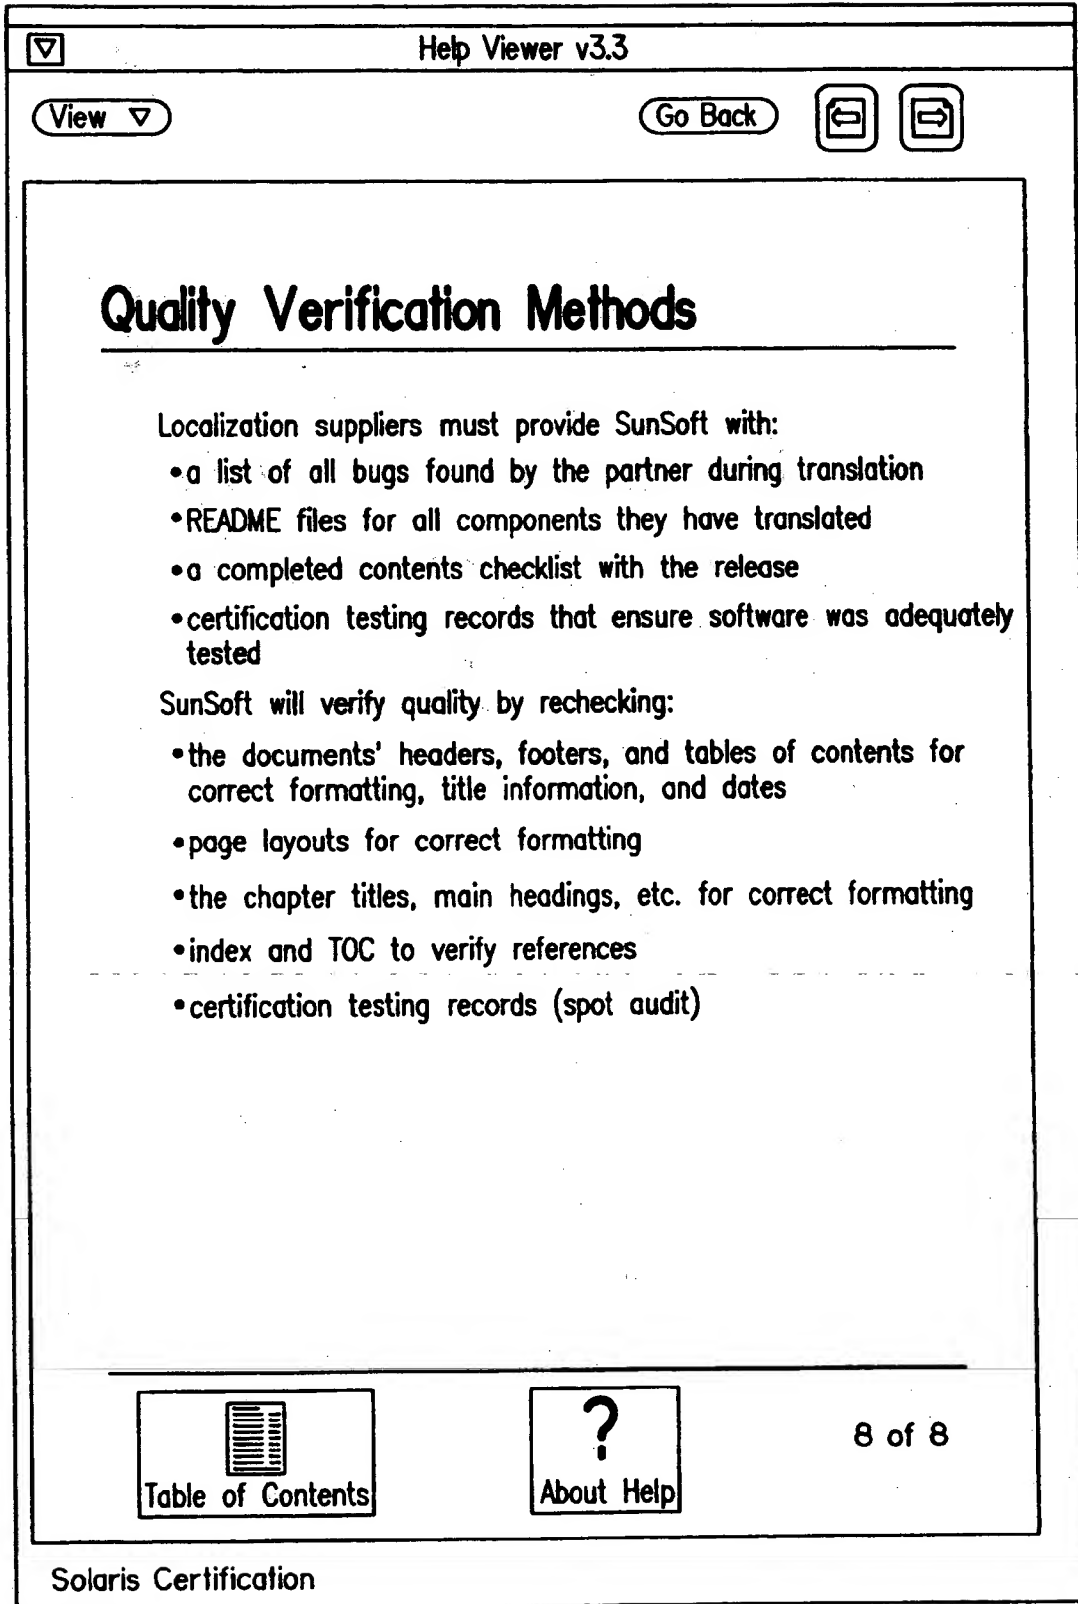 Help Viewer v3.3
View
Go Back
Quality Verification Methods
Localization suppliers must provide SunSoft with:
•a list of all bugs found by the partner during translation
•README files for all components they have translated
•a completed contents checklist with the release
•certification testing records that ensure software was adequately
tested
SunSoft will verify quality by rechecking:
•the documents' headers, footers, and tables of contents for
correct formatting, title information, and dates
•page layouts for correct formatting
•the chapter titles, main headings, etc. for correct formatting
•index and TOC to verify references
•certification testing records (spot audit)
?
8 of 8
Table of Contents
About Help
Solaris Certification